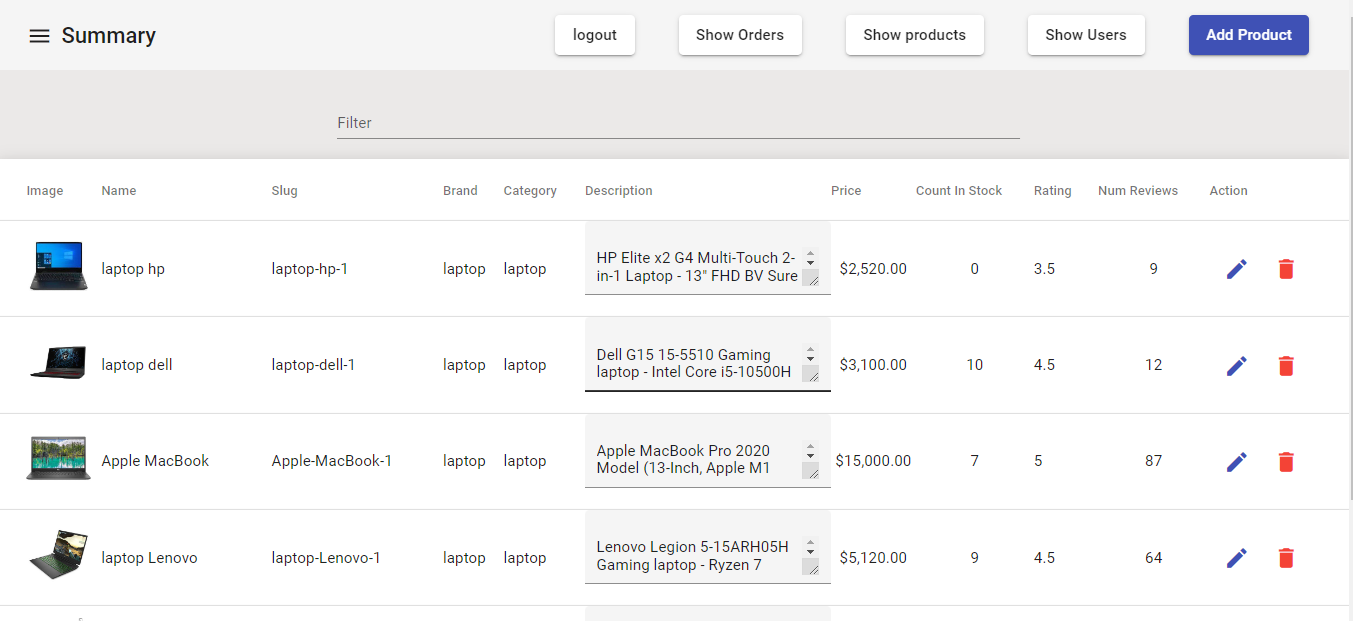 Summary
logout
Show Orders
Show products
Show Users
Add Product
Filter
Image Name Slug Brand Category Description Price Count In Stock Rating Num Reviews Action
laptop hp laptop-hp-1 laptop laptop HP Elite x2 G4 Multi-Touch 2-
in-1 Laptop - 13" FHD BV Sure $2,520.00 0 3.5 9
laptop dell laptop-dell-1 laptop laptop Dell G15 15-5510 Gaming
laptop - Intel Core i5-10500H $3,100.00 10 4.5 12
Apple MacBook Apple-MacBook-1 laptop laptop Apple MacBook Pro 2020
Model (13-Inch, Apple M1 $15,000.00 7 5 87
laptop Lenovo laptop-Lenovo-1 laptop laptop Lenovo Legion 5-15ARH05H
Gaming laptop - Ryzen 7 $5,120.00 9 4.5 64